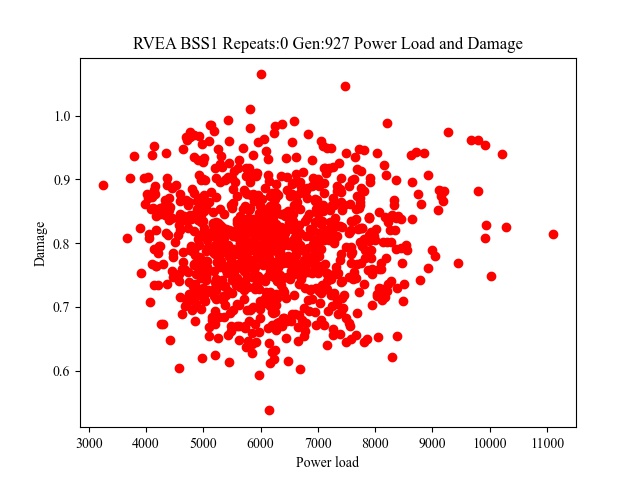 RVEA BSS1 Repeats:0 Gen:927 Power Load and Damage
1.0
0.9
0.8
0.7
0.6
Damage
3000 4000 5000 6000 7000 8000 9000 10000 11000
Power load